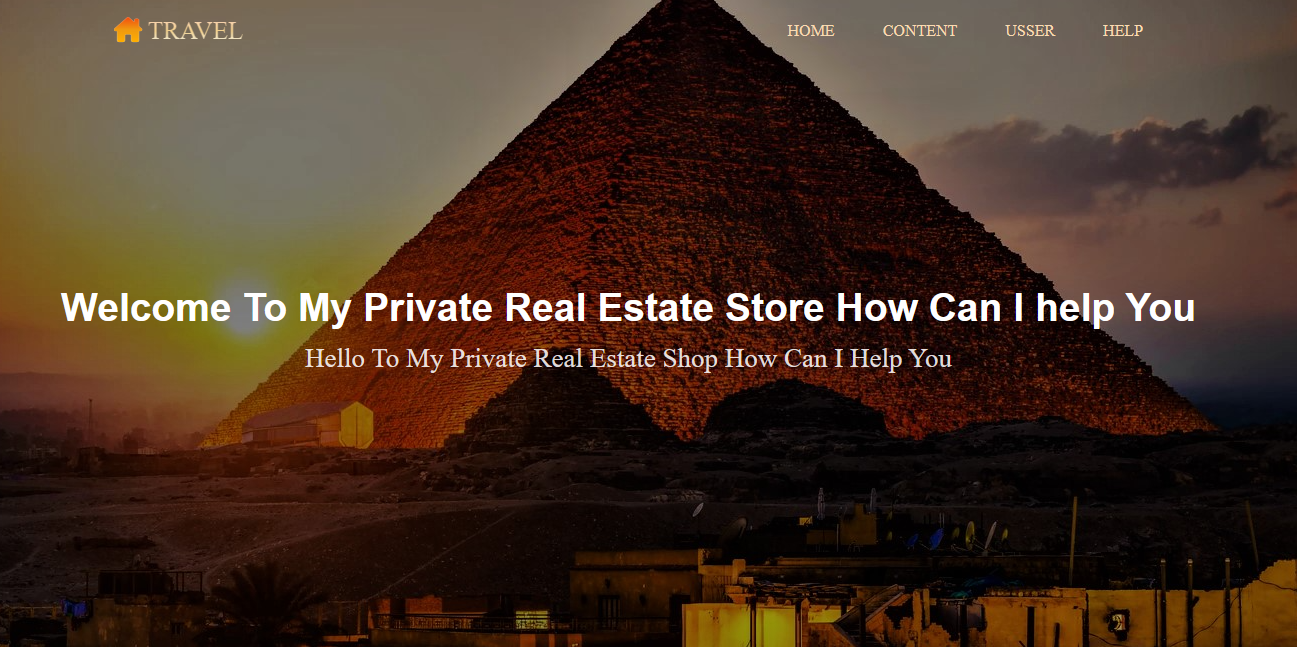 TRAVEL
HOME CONTENT USSER HELP
Welcome To My Private Real Estate Store How Can I help You
Hello To My Private Real Estate Shop How Can I Help You